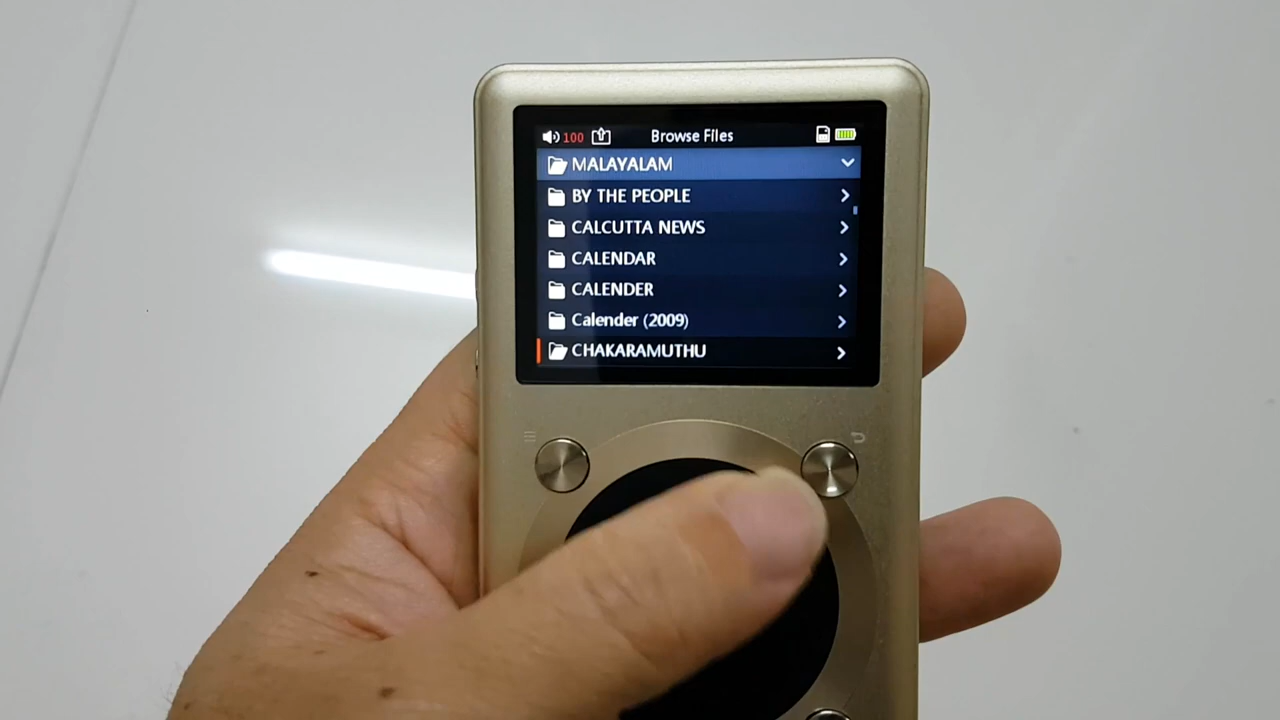 100 Browse Files
MALAYALAM
BY THE PEOPLE
CALCUTTA NEWS
CALENDAR
CALENDER
Calender (2009)
CHAKARAMUTHU